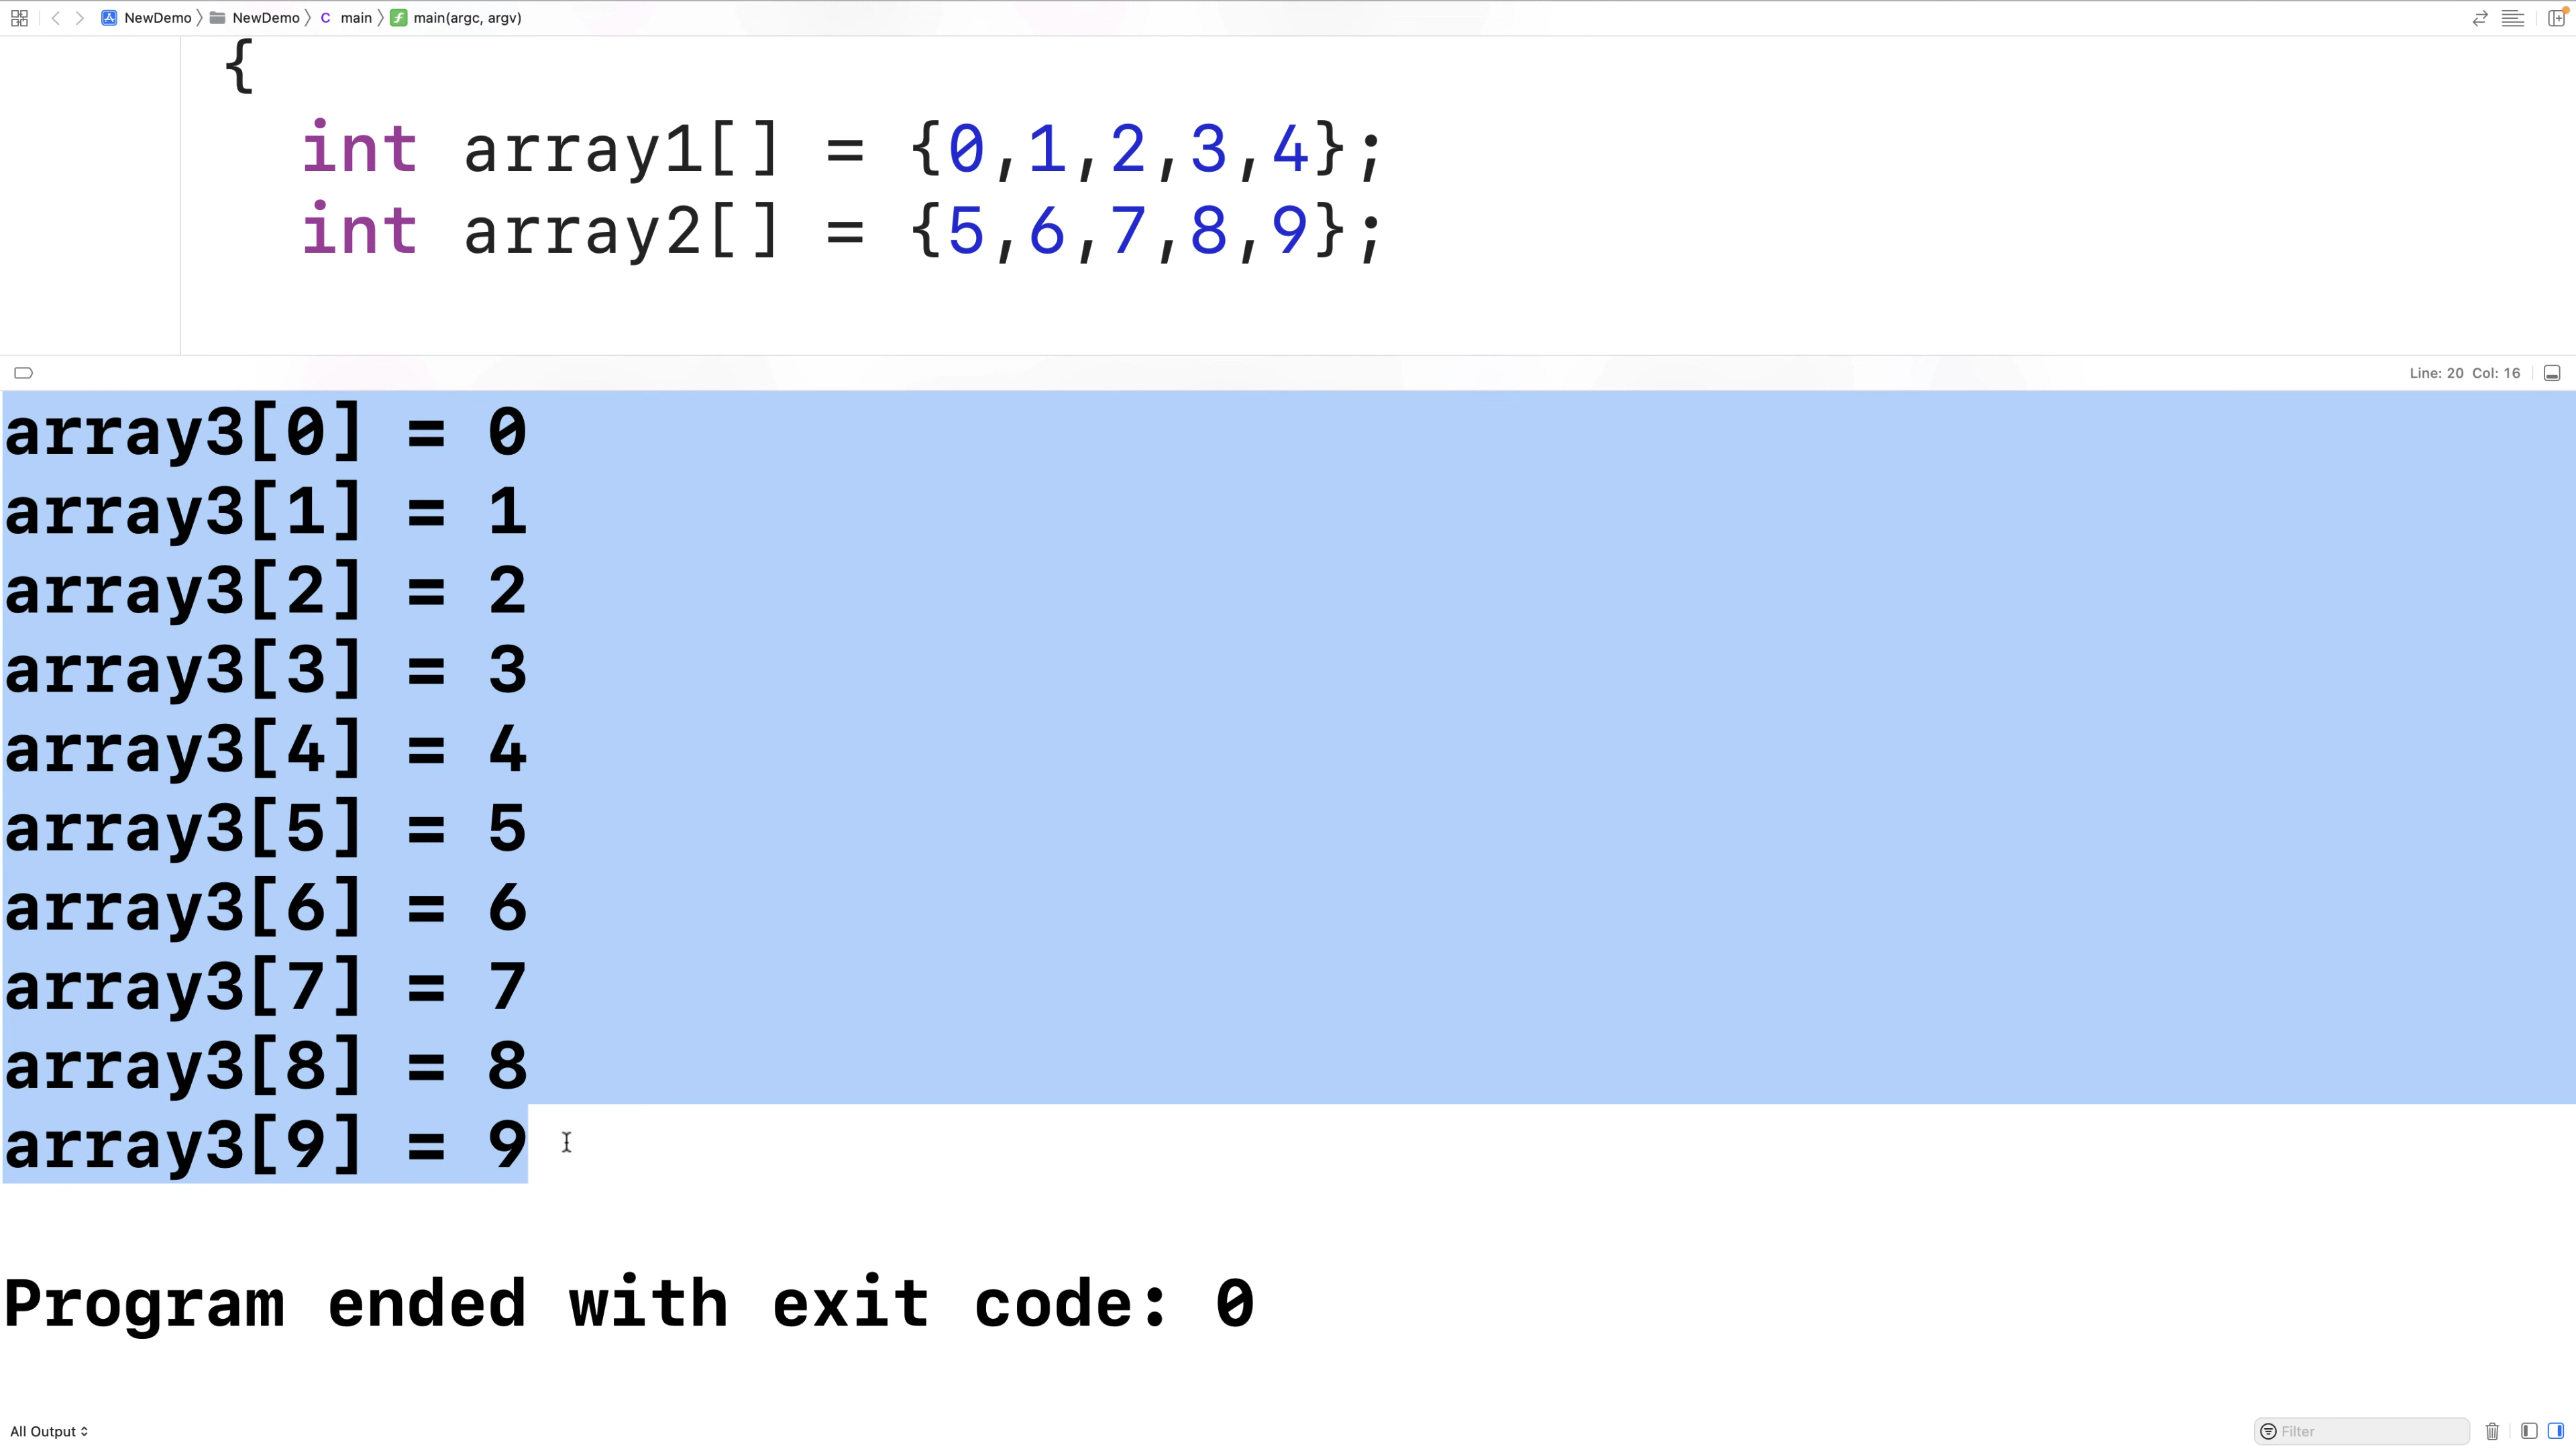 NewDemo NewDemo C main f main(argc, argv)
{
int array1[] = {0,1,2,3,4};
int array2[] = {5,6,7,8,9};
Line: 20 Col: 16
array3[0] = 0
array3[1] = 1
array3[2] = 2
array3[3] = 3
array3[4] = 4
array3[5] = 5
array3[6] = 6
array3[7] = 7
array3[8] = 8
array3[9] = 9
Program ended with exit code: 0
All Output Filter